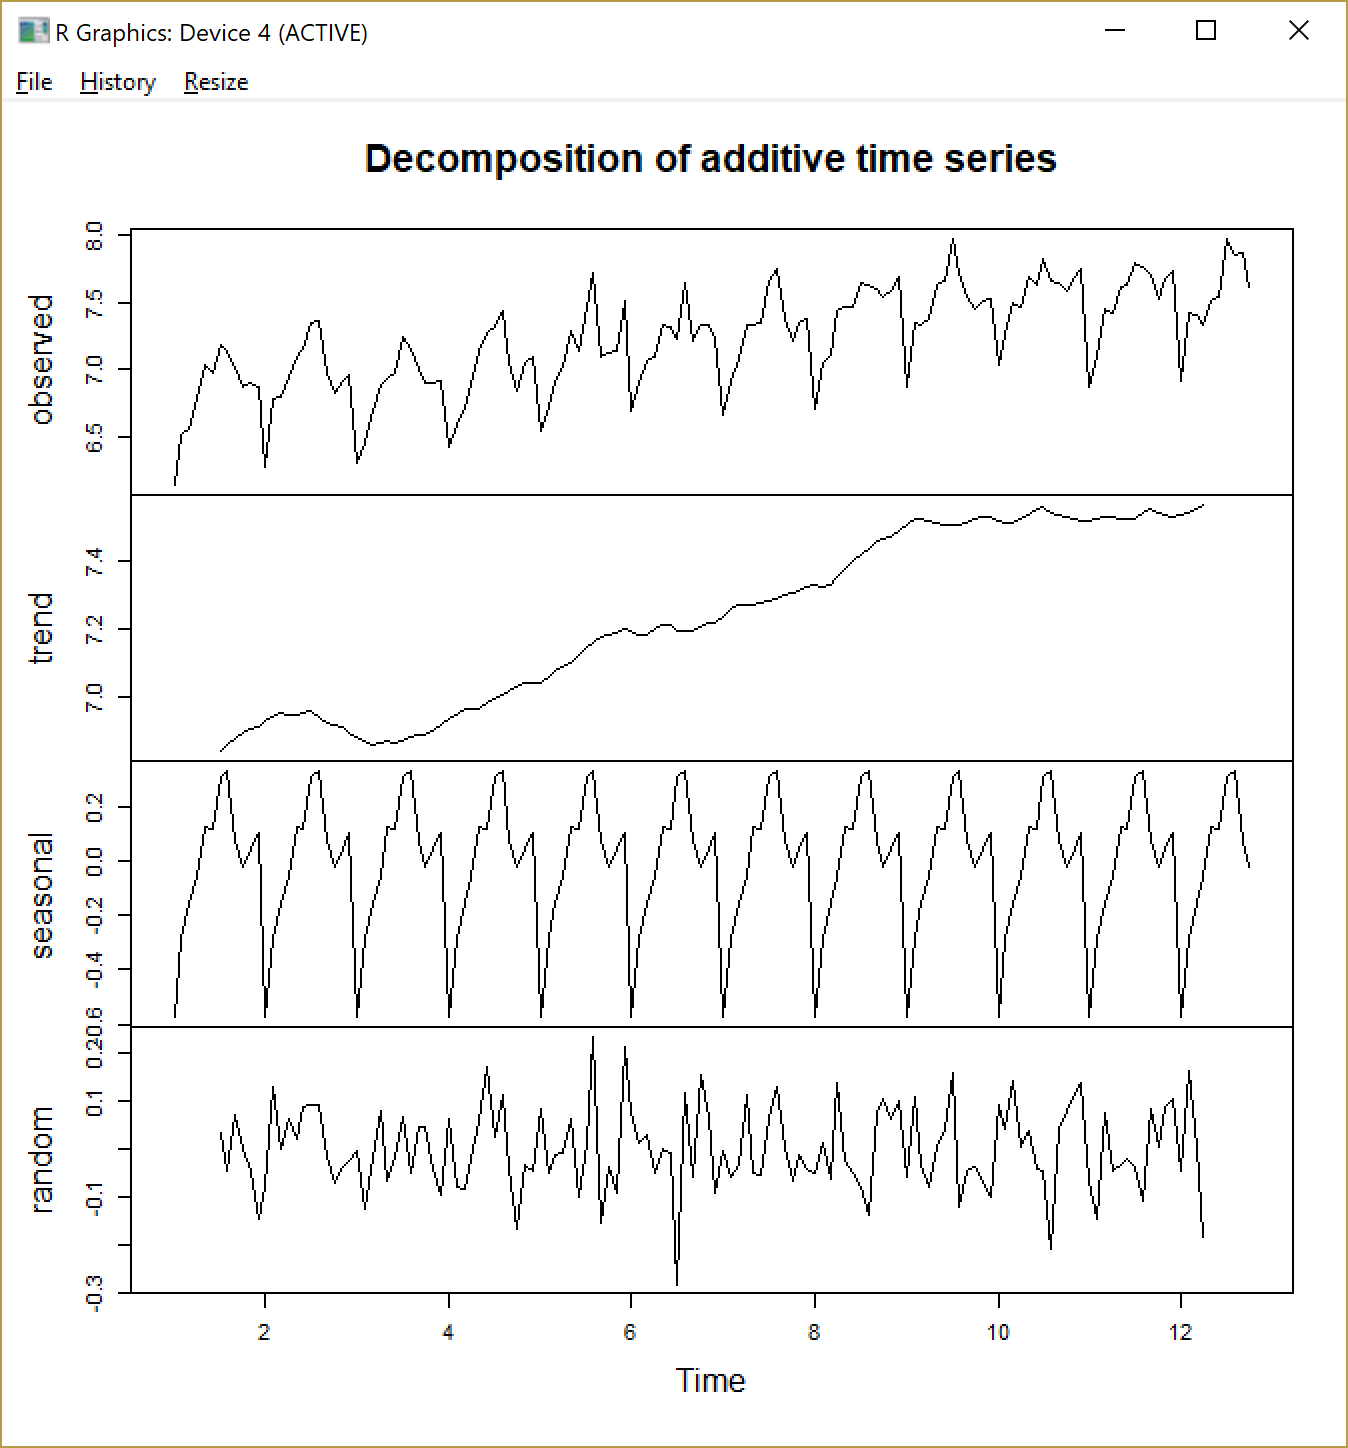 R Graphics: Device 4 (ACTIVE)
File History Resize
Decomposition of additive time series
observed
6.5 7.0 7.5 8.0
trend
7.0 7.2 7.4
seasonal
-0.6 -0.4 -0.2 0.0 0.2
random
-0.3 -0.1 0.1 0.2
2 4 6 8 10 12
Time